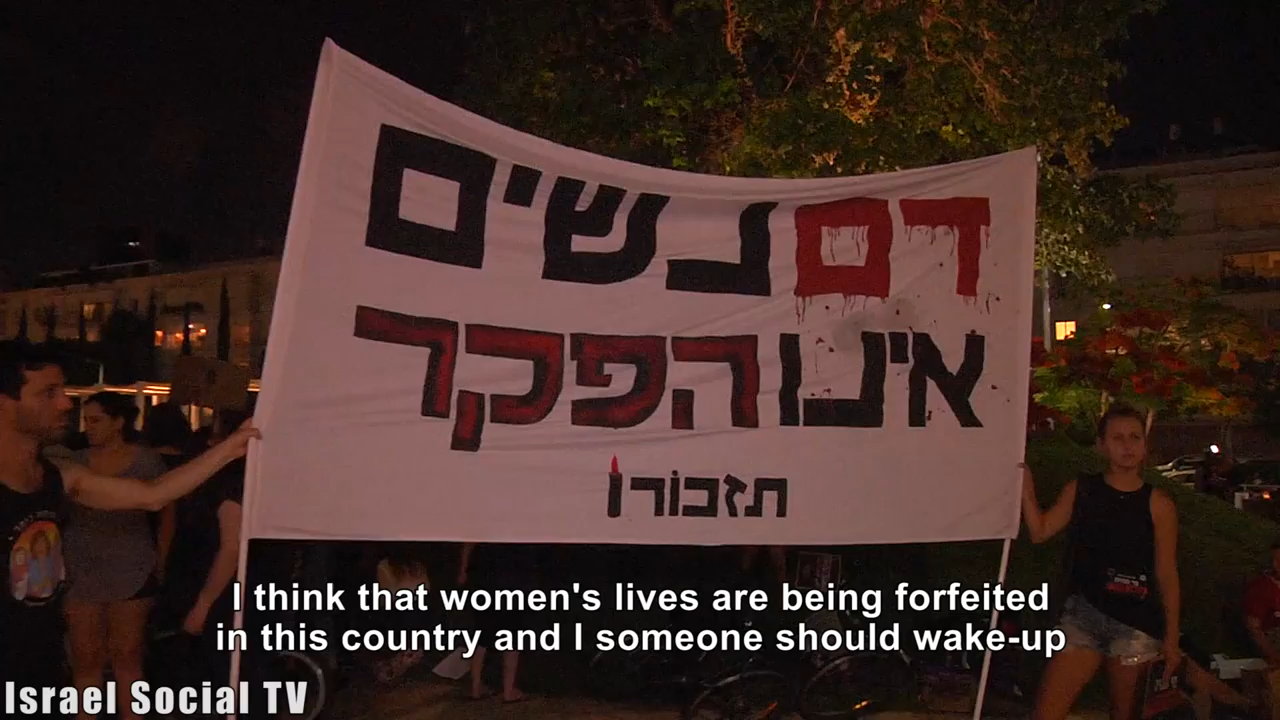 דם נשים
אינו הפקר
תזכורו
I think that women's lives are being forfeited
in this country and I someone should wake-up
Israel Social TV